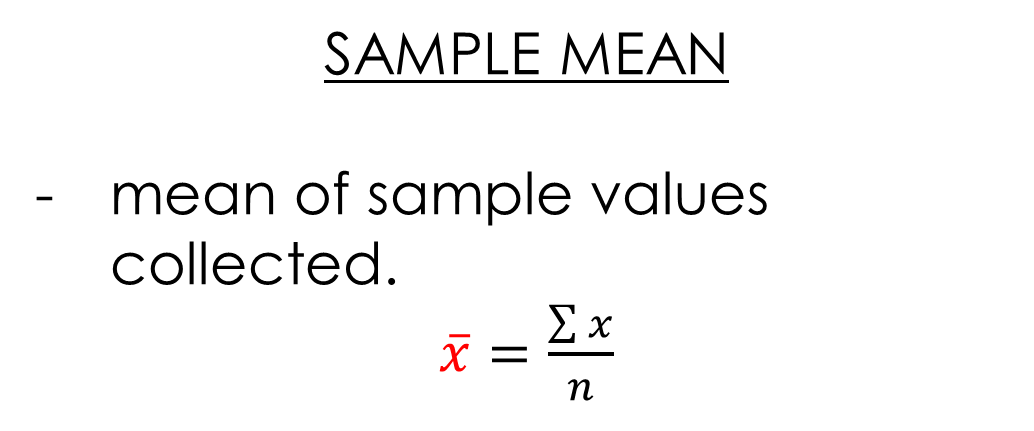 SAMPLE MEAN
- mean of sample values
collected.
x̄ = ∑ x / n